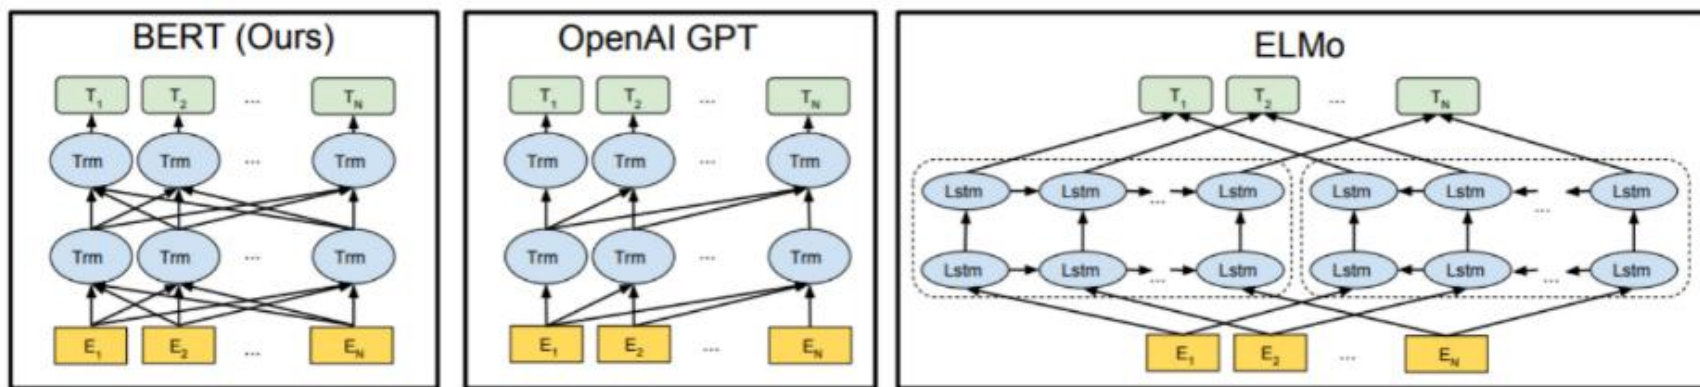 BERT (Ours)
T1 T2 ... TN
Trm Trm ... Trm
Trm Trm ... Trm
E1 E2 ... EN
OpenAI GPT
T1 T2 ... TN
Trm Trm ... Trm
Trm Trm ... Trm
E1 E2 ... EN
ELMo
T1 T2 ... TN
Lstm Lstm ... Lstm Lstm Lstm ... Lstm
Lstm Lstm ... Lstm Lstm Lstm ... Lstm
E1 E2 ... EN